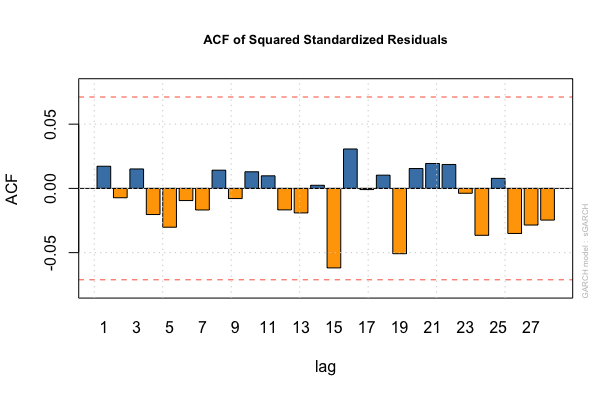 ACF of Squared Standardized Residuals
ACF
0.05
0.00
-0.05
1 3 5 7 9 11 13 15 17 19 21 23 25 27
lag
GARCH model sGARCH